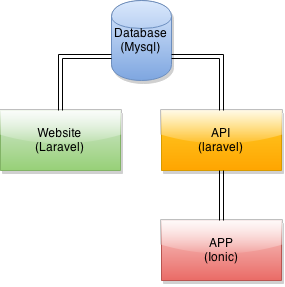 Database
(Mysql)
Website
(Laravel)
API
(laravel)
APP
(Ionic)